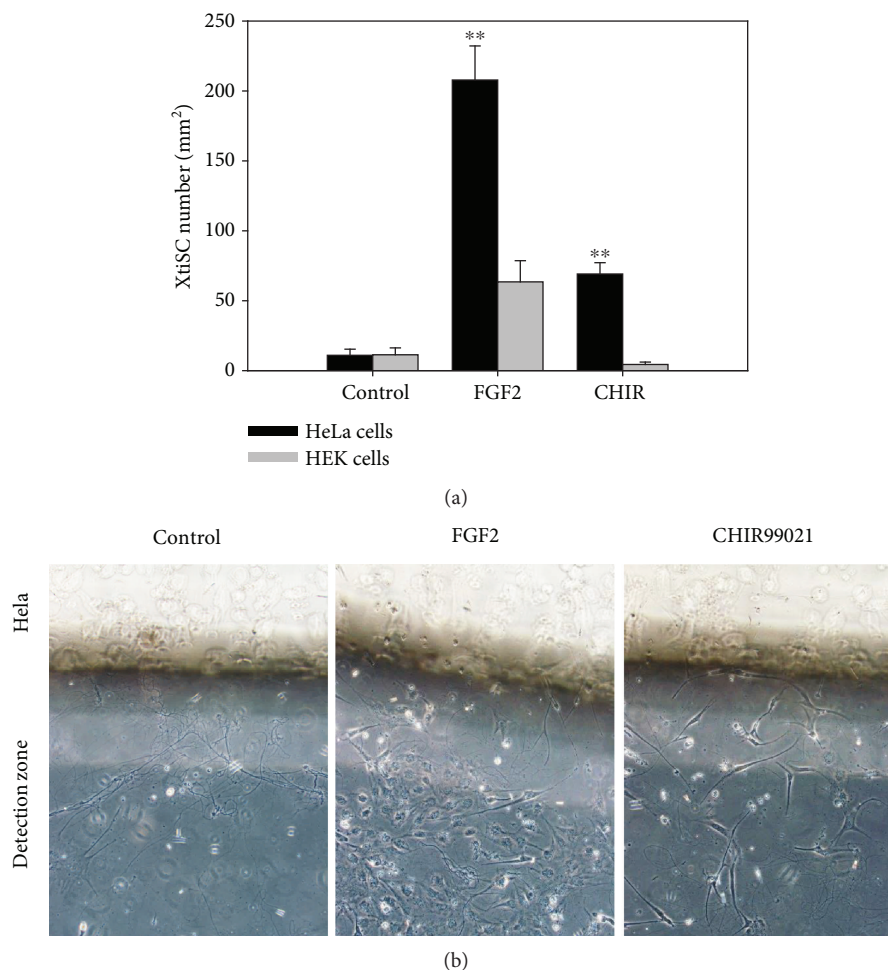 250
200
150
100
50
0
XtiSC number (mm²)
**
**
Control
FGF2
CHIR
HeLa cells
HEK cells
(a)
Control
FGF2
CHIR99021
Hela
Detection zone
(b)